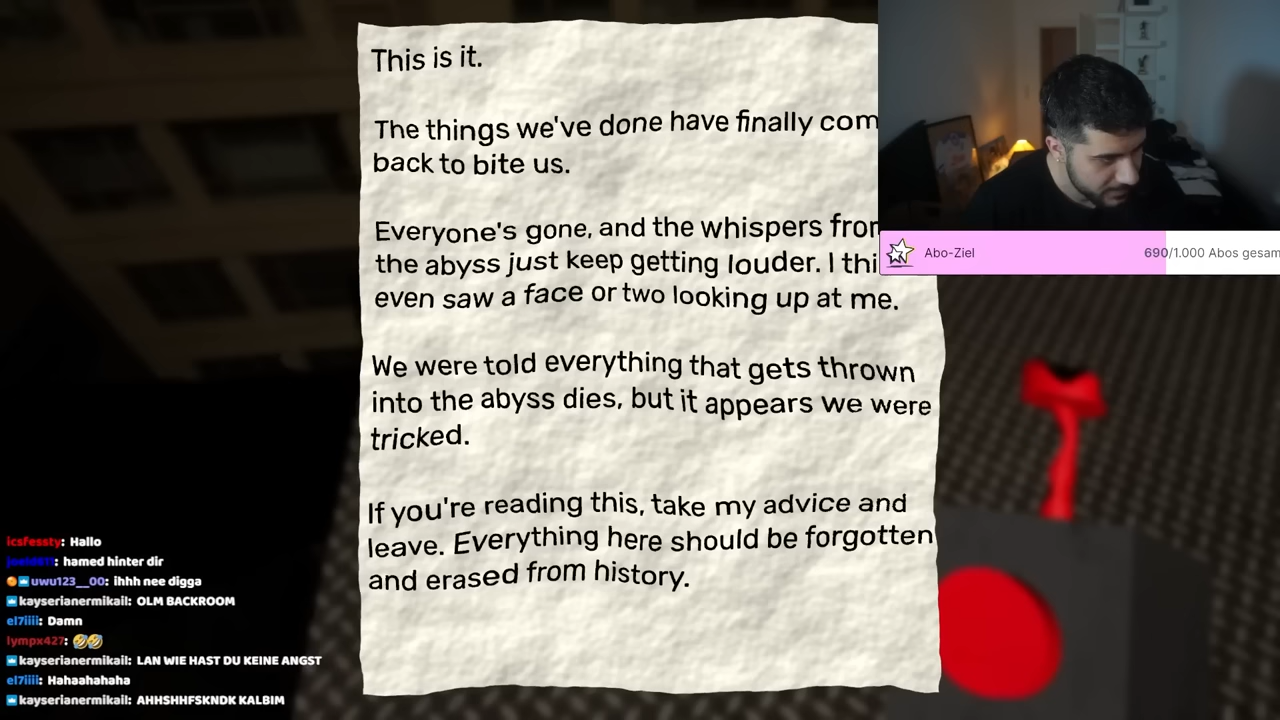 This is it.
The things we've done have finally com
back to bite us.
Everyone's gone, and the whispers from
the abyss just keep getting louder. I thi
even saw a face or two looking up at me.
We were told everything that gets thrown
into the abyss dies, but it appears we were
tricked.
If you're reading this, take my advice and
leave. Everything here should be forgotten
and erased from history.
Abo-Ziel
690/1.000 Abos gesam
icsfessty: Hallo
hamed hinter dir
uwu123__00: ihhh nee digga
kayserianermikail: OLM BACKROOM
el7iiii: Damn
lympx427: 🤣🤣
kayserianermikail: LAN WIE HAST DU KEINE ANGST
el7iiii: Hahaahahaha
kayserianermikail: AHHSHHFSKNDK KALBIM